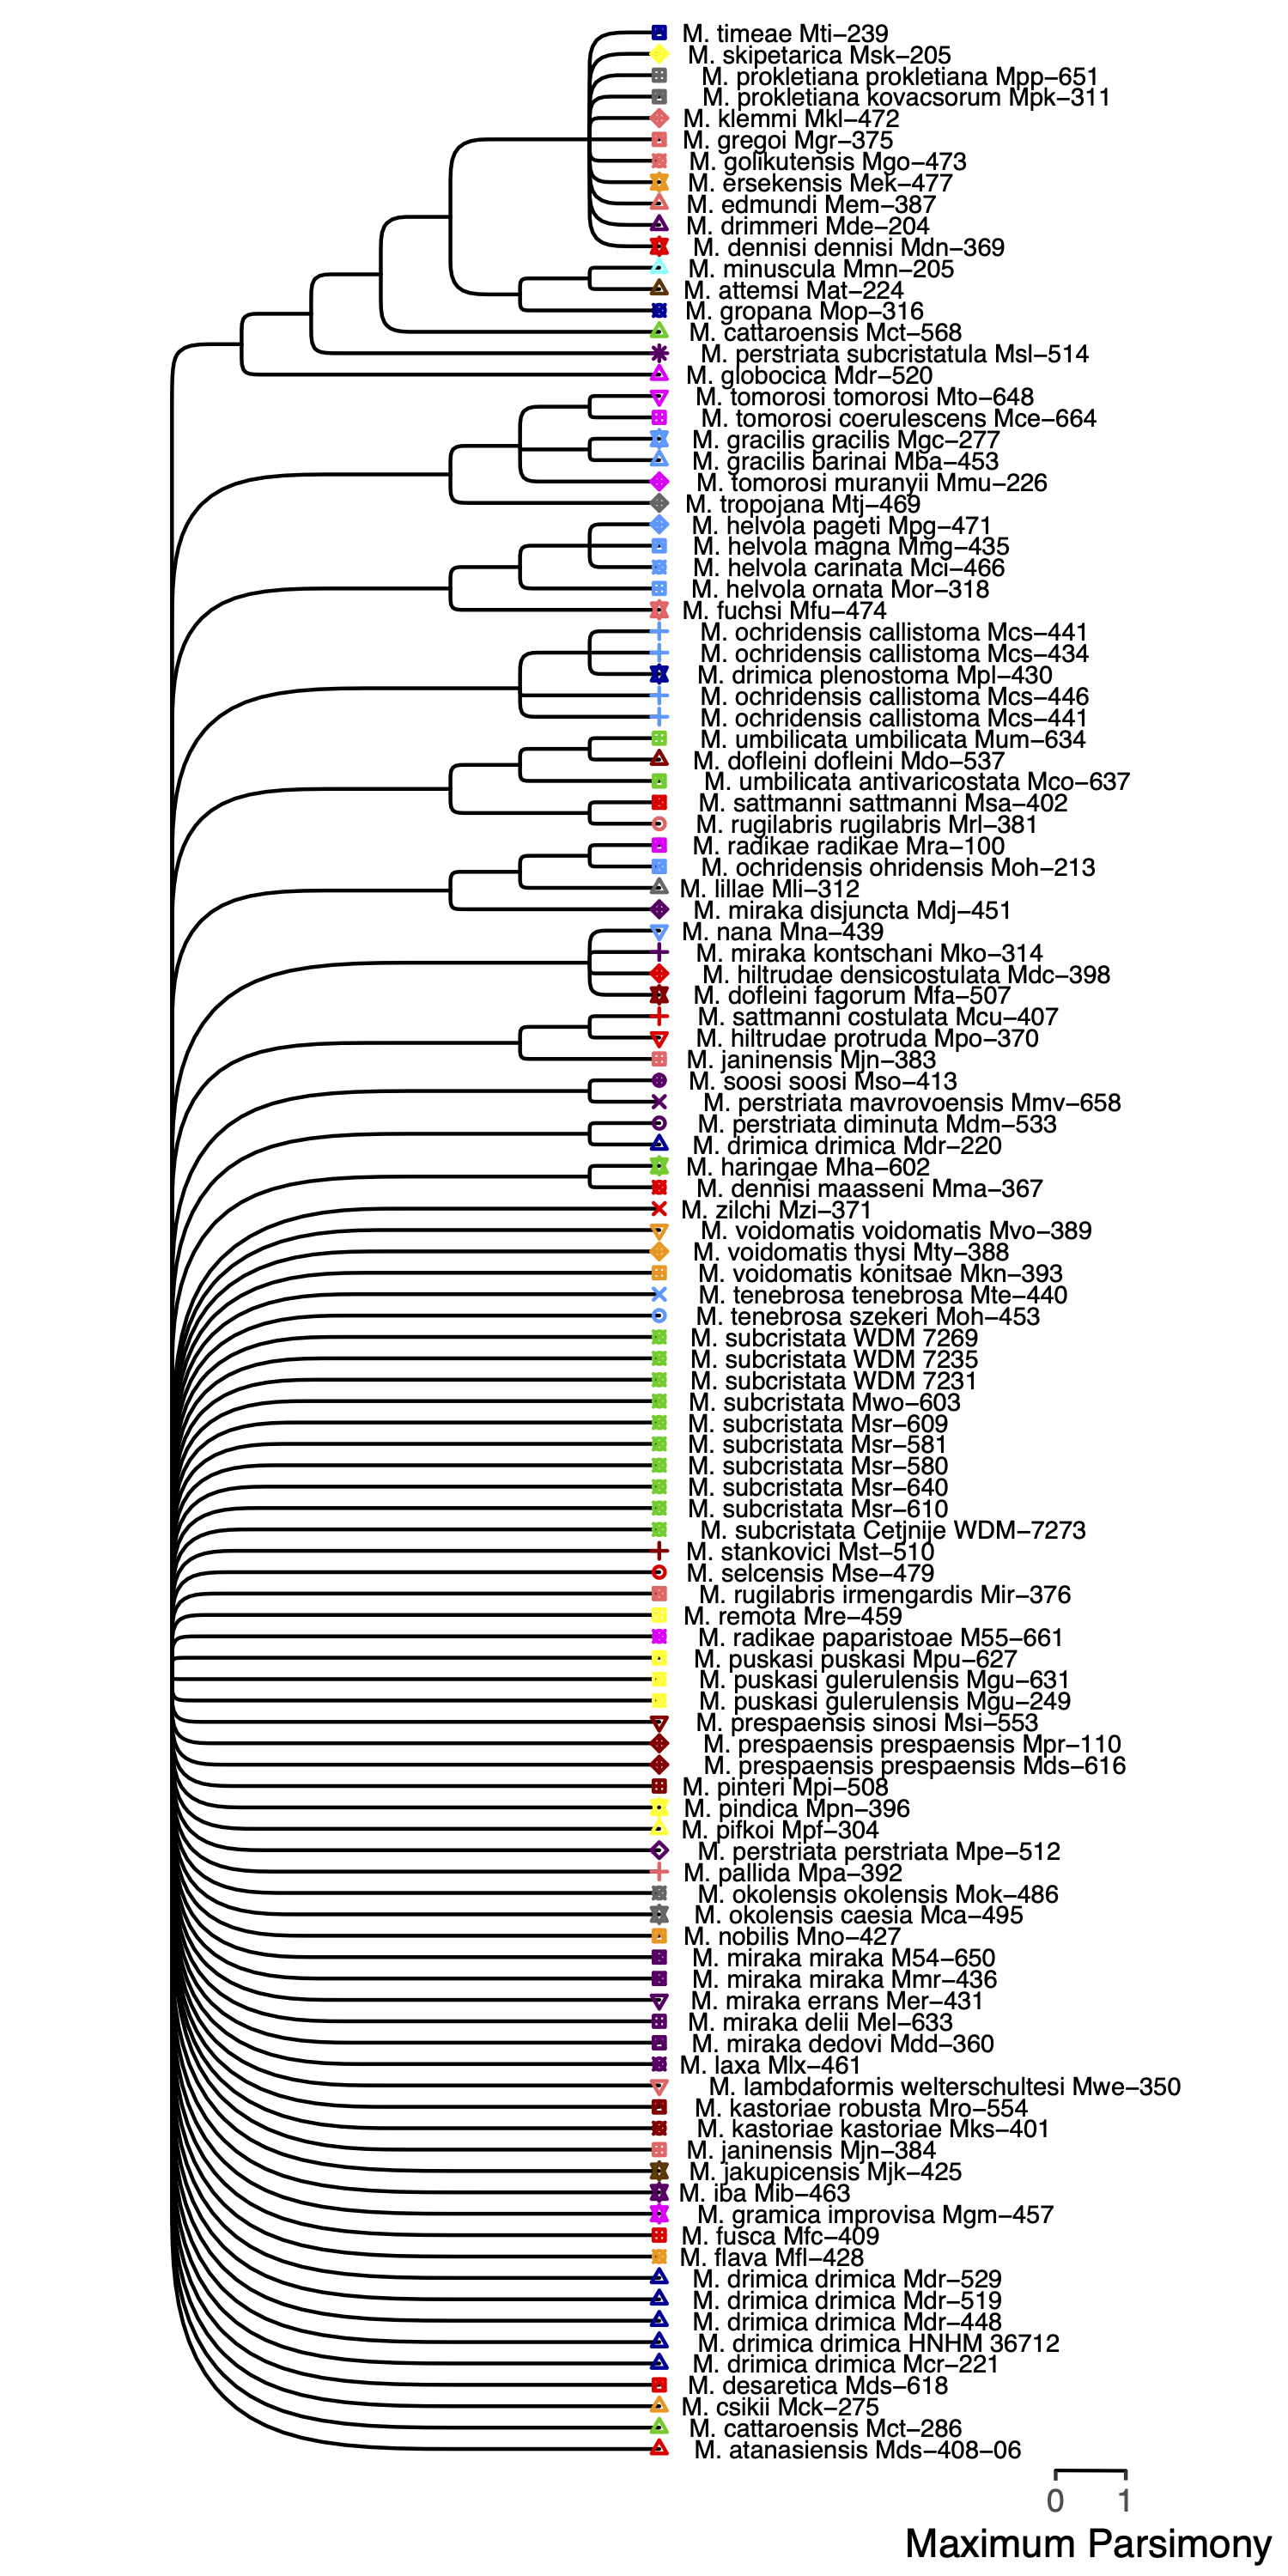 M. timeae Mti−239
M. skipetarica Msk−205
M. prokletiana prokletiana Mpp−651
M. prokletiana kovacsorum Mpk−311
M. klemmi Mkl−472
M. gregoi Mgr−375
M. golikutensis Mgo−473
M. ersekensis Mek−477
M. edmundi Mem−387
M. drimmeri Mde−204
M. dennisi dennisi Mdn−369
M. minuscula Mmn−205
M. attemsi Mat−224
M. gropana Mop−316
M. cattaroensis Mct−568
M. perstriata subcristatula Msl−514
M. globocica Mdr−520
M. tomorosi tomorosi Mto−648
M. tomorosi coerulescens Mce−664
M. gracilis gracilis Mgc−277
M. gracilis barinai Mba−453
M. tomorosi muranyii Mmu−226
M. tropojana Mtj−469
M. helvola pageti Mpg−471
M. helvola magna Mmg−435
M. helvola carinata Mci−466
M. helvola ornata Mor−318
M. fuchsi Mfu−474
M. ochridensis callistoma Mcs−441
M. ochridensis callistoma Mcs−434
M. drimica plenostoma Mpl−430
M. ochridensis callistoma Mcs−446
M. ochridensis callistoma Mcs−441
M. umbilicata umbilicata Mum−634
M. dofleini dofleini Mdo−537
M. umbilicata antivaricostata Mco−637
M. sattmanni sattmanni Msa−402
M. rugilabris rugilabris Mrl−381
M. radikae radikae Mra−100
M. ochridensis ohridensis Moh−213
M. lillae Mli−312
M. miraka disjuncta Mdj−451
M. nana Mna−439
M. miraka kontschani Mko−314
M. hiltrudae densicostulata Mdc−398
M. dofleini fagorum Mfa−507
M. sattmanni costulata Mcu−407
M. hiltrudae protruda Mpo−370
M. janinensis Mjn−383
M. soosi soosi Mso−413
M. perstriata mavrovoensis Mmv−658
M. perstriata diminuta Mdm−533
M. drimica drimica Mdr−220
M. haringae Mha−602
M. dennisi maasseni Mma−367
M. zilchi Mzi−371
M. voidomatis voidomatis Mvo−389
M. voidomatis thysi Mty−388
M. voidomatis konitsae Mkn−393
M. tenebrosa tenebrosa Mte−440
M. tenebrosa szekeri Moh−453
M. subcristata WDM 7269
M. subcristata WDM 7235
M. subcristata WDM 7231
M. subcristata Mwo−603
M. subcristata Msr−609
M. subcristata Msr−581
M. subcristata Msr−580
M. subcristata Msr−640
M. subcristata Msr−610
M. subcristata Cetjnije WDM−7273
M. stankovici Mst−510
M. selcensis Mse−479
M. rugilabris irmengardis Mir−376
M. remota Mre−459
M. radikae paparistoae M55−661
M. puskasi puskasi Mpu−627
M. puskasi gulerulensis Mgu−631
M. puskasi gulerulensis Mgu−249
M. prespaensis sinosi Msi−553
M. prespaensis prespaensis Mpr−110
M. prespaensis prespaensis Mds−616
M. pinteri Mpi−508
M. pindica Mpn−396
M. pifkoi Mpf−304
M. perstriata perstriata Mpe−512
M. pallida Mpa−392
M. okolensis okolensis Mok−486
M. okolensis caesia Mca−495
M. nobilis Mno−427
M. miraka miraka M54−650
M. miraka miraka Mmr−436
M. miraka errans Mer−431
M. miraka delii Mel−633
M. miraka dedovi Mdd−360
M. laxa Mlx−461
M. lambdaformis welterschultesi Mwe−350
M. kastoriae robusta Mro−554
M. kastoriae kastoriae Mks−401
M. janinensis Mjn−384
M. jakupicensis Mjk−425
M. iba Mib−463
M. gramica improvisa Mgm−457
M. fusca Mfc−409
M. flava Mfl−428
M. drimica drimica Mdr−529
M. drimica drimica Mdr−519
M. drimica drimica Mdr−448
M. drimica drimica HNHM 36712
M. drimica drimica Mcr−221
M. desaretica Mds−618
M. csikii Mck−275
M. cattaroensis Mct−286
M. atanasiensis Mds−408−06
0 1
Maximum Parsimony